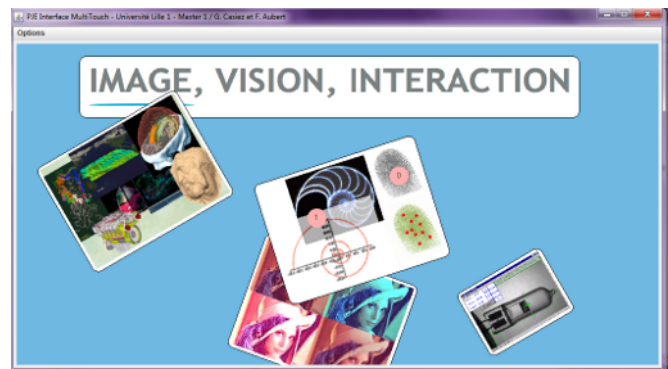 PJE Interface MultiTouch - Université Lille 1 - Master 1 / G. Casiez et F. Aubert
Options
IMAGE, VISION, INTERACTION
D